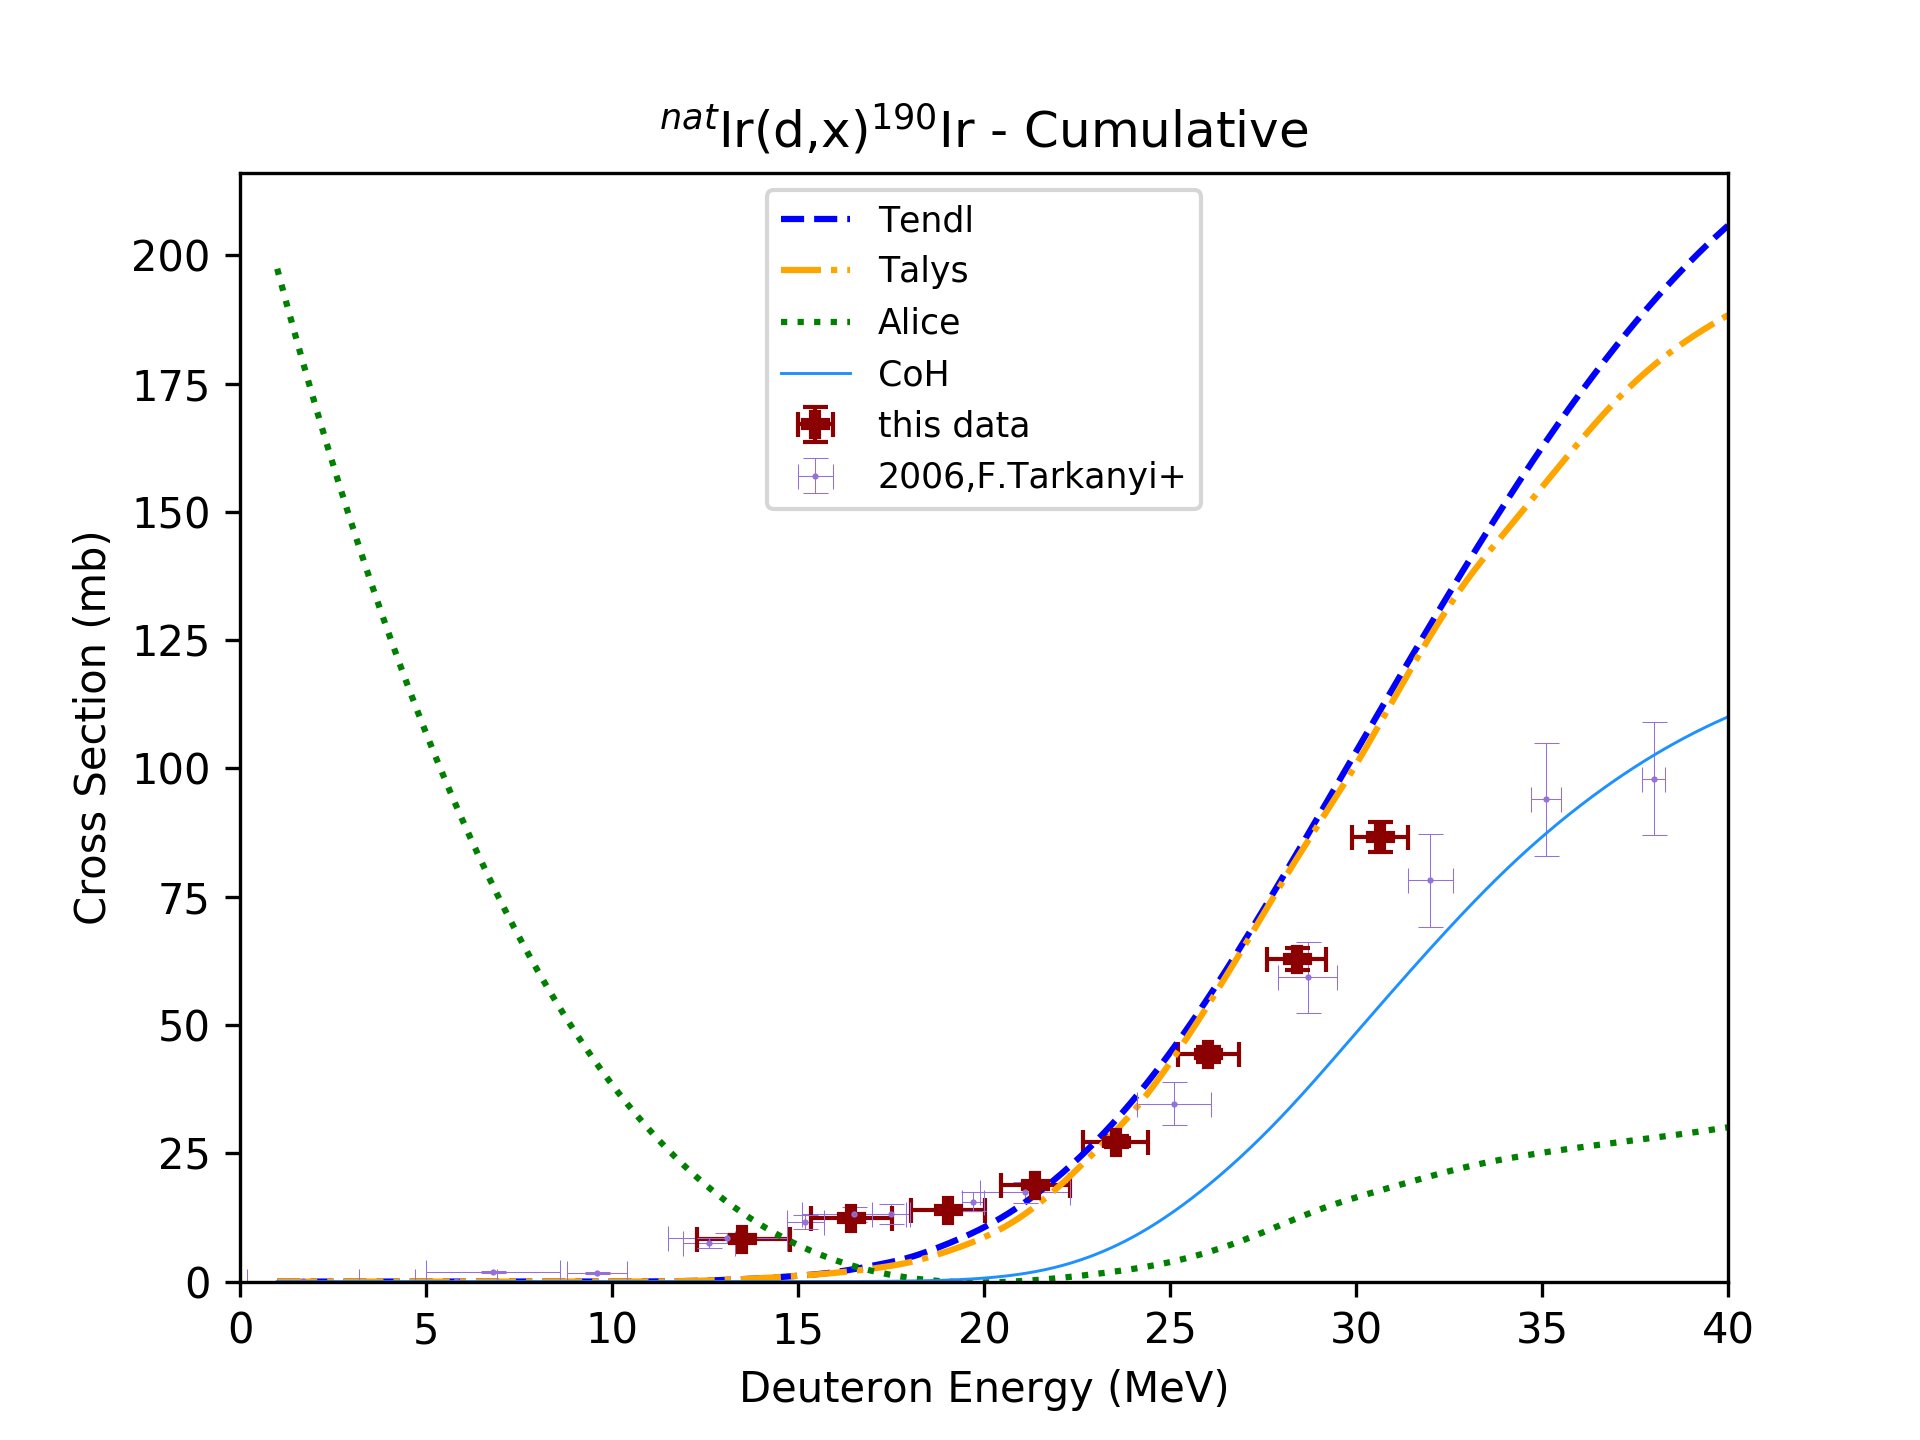 natIr(d,x)190Ir - Cumulative
Tendl
Talys
Alice
CoH
this data
2006,F.Tarkanyi+
Cross Section (mb)
200
175
150
125
100
75
50
25
0
0 5 10 15 20 25 30 35 40
Deuteron Energy (MeV)